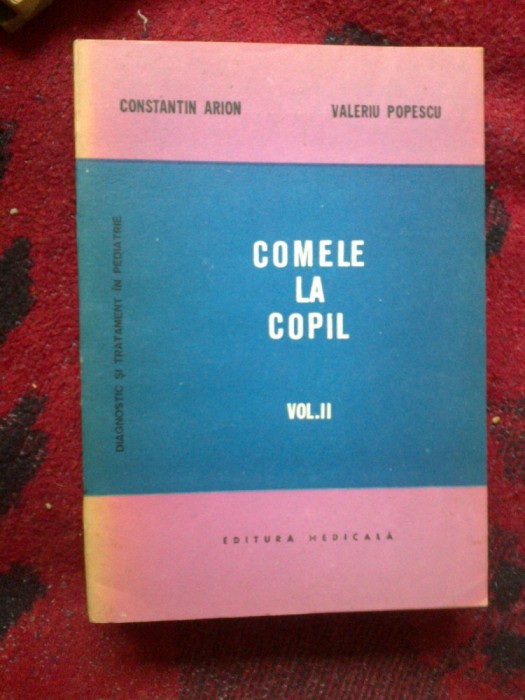 CONSTANTIN ARION
VALERIU POPESCU
DIAGNOSTIC ȘI TRATAMENT ÎN PEDIATRIE
COMELE
LA
COPIL
VOL.II
EDITURA MEDICALĂ